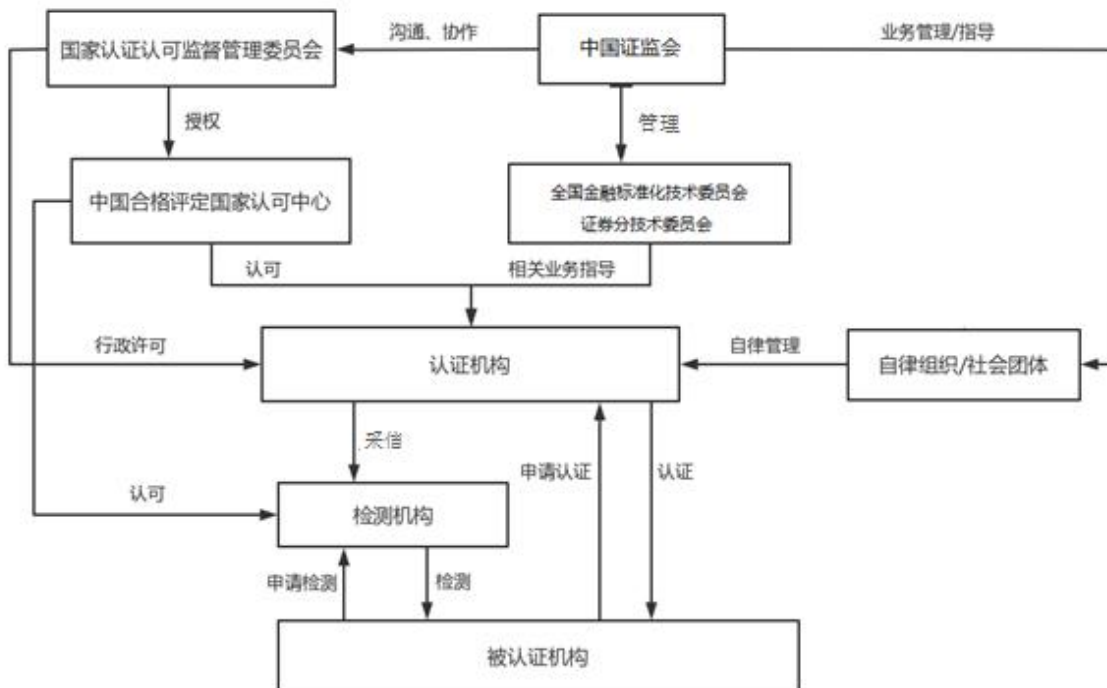 国家认证认可监督管理委员会
沟通、协作
中国证监会
业务管理/指导
授权
管理
中国合格评定国家认可中心
全国金融标准化技术委员会
证券分技术委员会
认可
相关业务指导
行政许可
认证机构
自律管理
自律组织/社会团体
采信
申请认证
认证
认可
检测机构
申请检测
检测
被认证机构